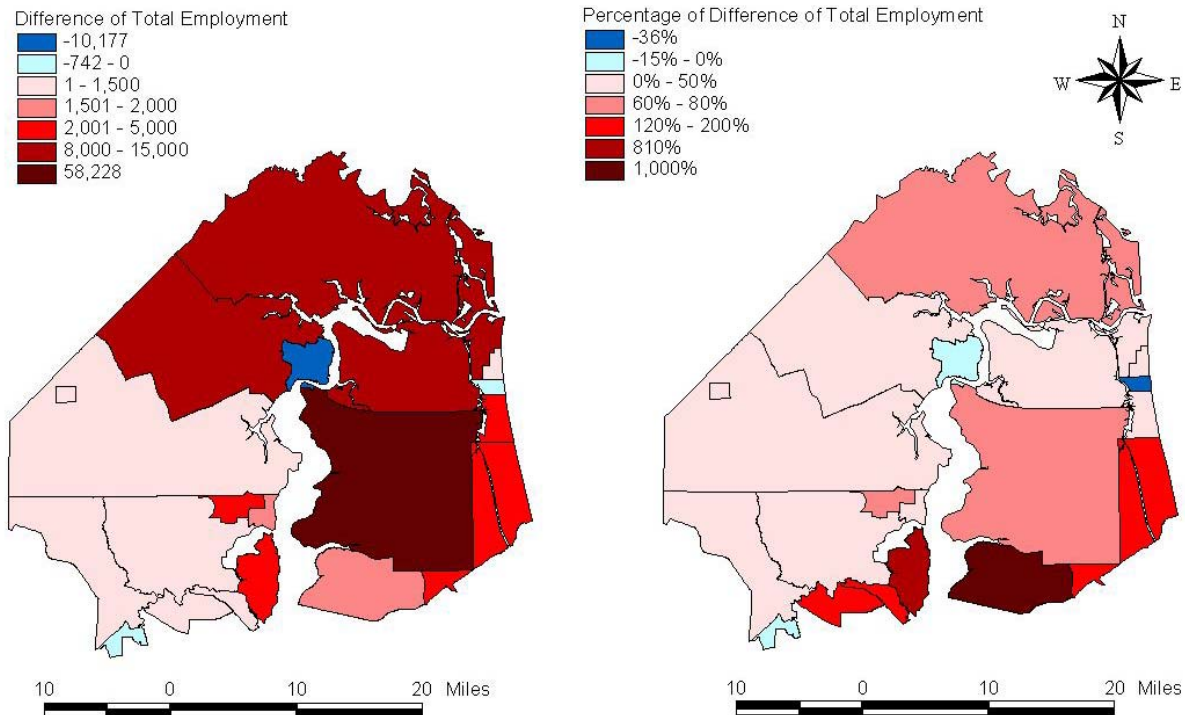 Difference of Total Employment
-10,177
-742 - 0
1 - 1,500
1,501 - 2,000
2,001 - 5,000
8,000 - 15,000
58,228
Percentage of Difference of Total Employment
-36%
-15% - 0%
0% - 50%
60% - 80%
120% - 200%
810%
1,000%
N
W E
S
10 0 10 20 Miles
10 0 10 20 Miles